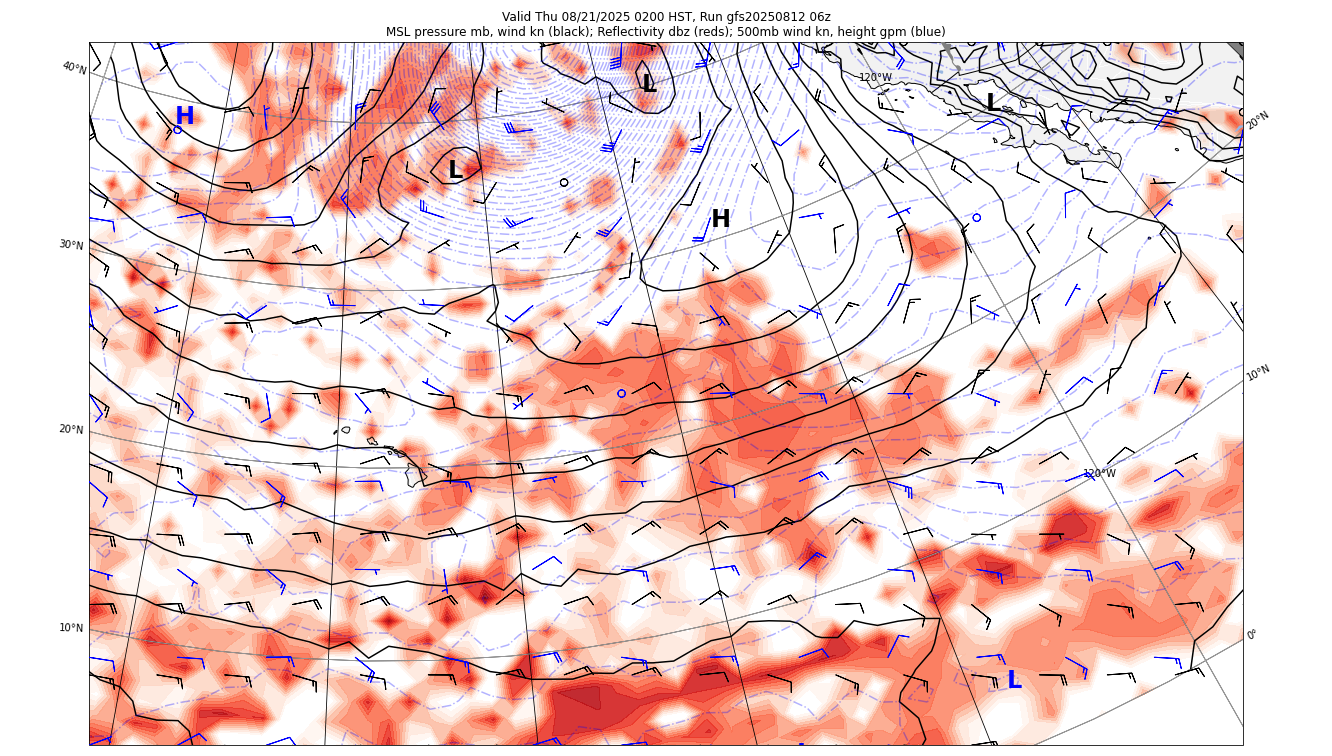 Valid Thu 08/21/2025 0200 HST, Run gfs20250812 06z
MSL pressure mb, wind kn (black); Reflectivity dbz (reds); 500mb wind kn, height gpm (blue)
40°N
120°W
L
L
H
20°N
L
H
30°N
10°N
20°N
120°W
10°N
0°
L